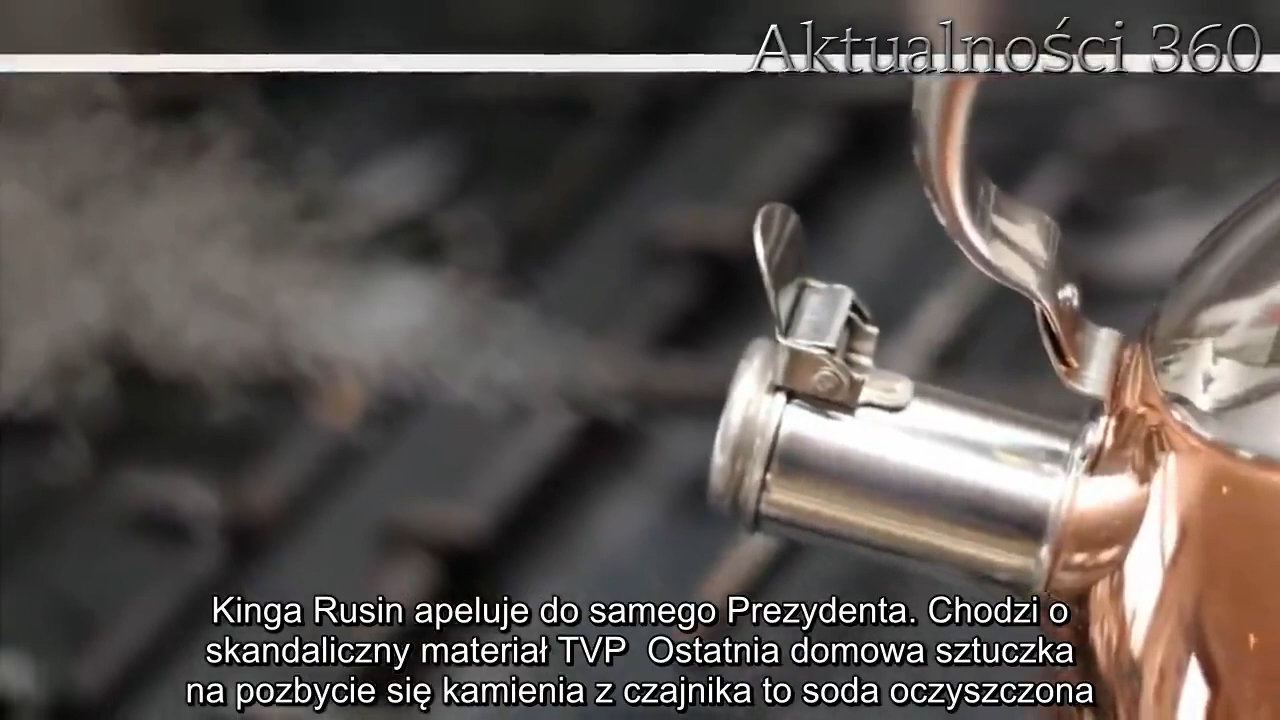 Aktualności 360
Kinga Rusin apeluje do samego Prezydenta. Chodzi o
skandaliczny materiał TVP  Ostatnia domowa sztuczka
na pozbycie się kamienia z czajnika to soda oczyszczona